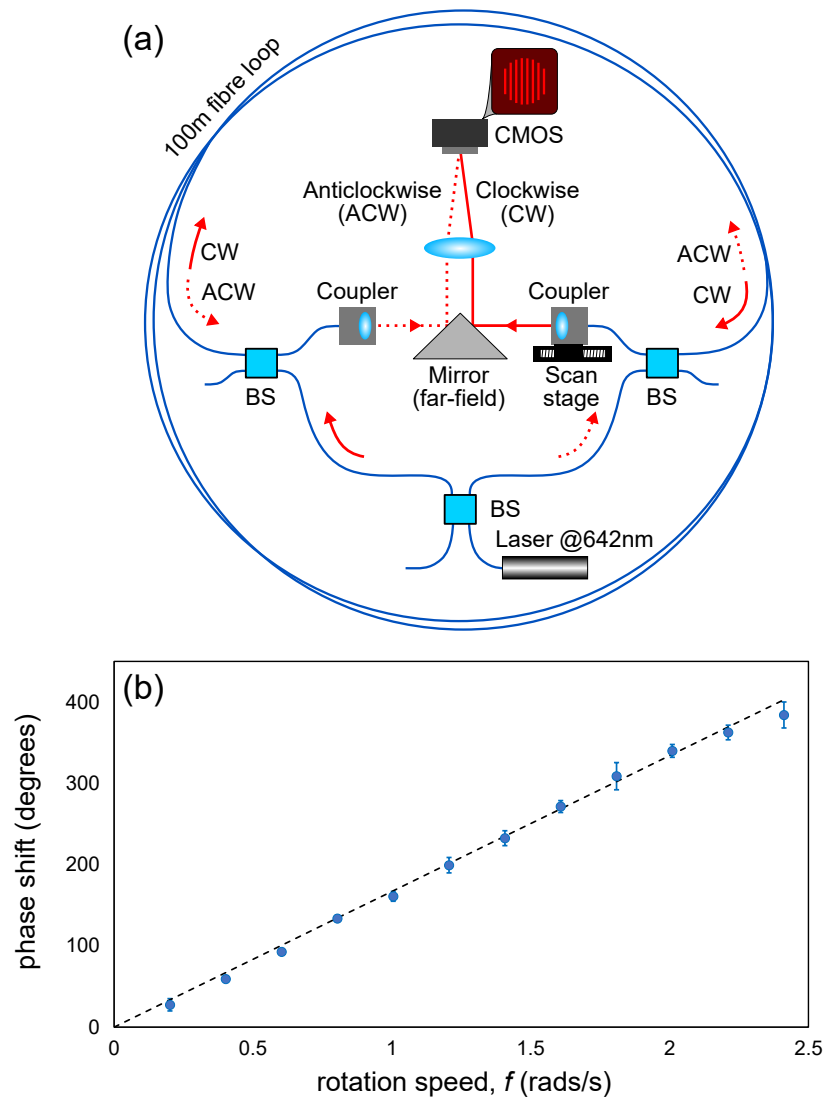 (a)
100m fibre loop
CMOS
Anticlockwise
(ACW)
Clockwise
(CW)
CW
ACW
ACW
CW
Coupler
Coupler
Mirror
(far-field)
Scan
stage
BS
BS
BS
Laser @642nm
(b)
400
300
200
100
0
phase shift (degrees)
0
0.5
1
1.5
2
2.5
rotation speed, f (rads/s)